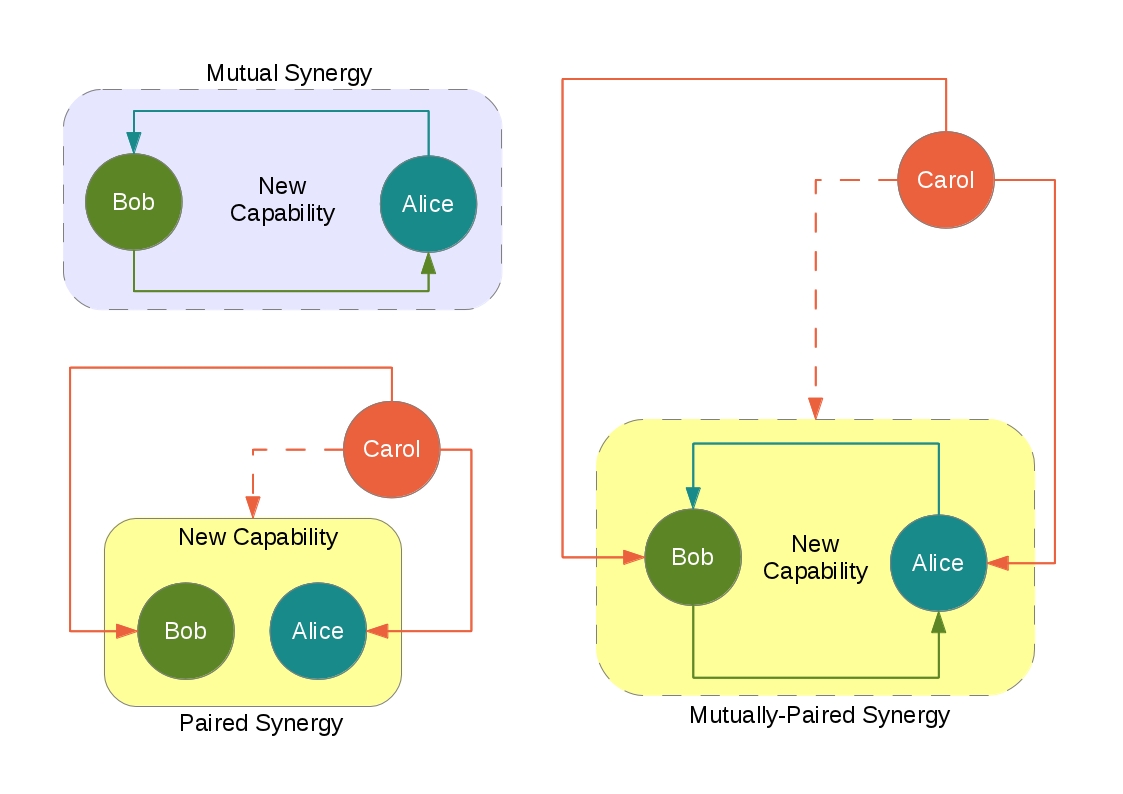 Mutual Synergy
Bob
New
Capability
Alice
Carol
New Capability
Bob
Alice
Paired Synergy
Carol
Bob
New
Capability
Alice
Mutually-Paired Synergy